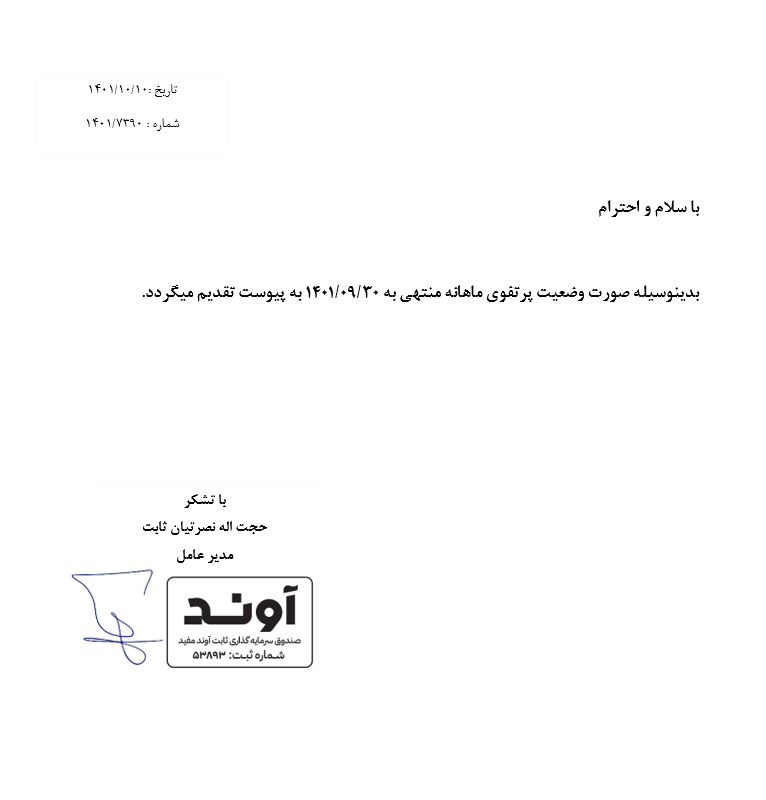 تاریخ :۱۴۰۱/۱۰/۱۰
شماره : ۱۴۰۱/۷۳۹۰
با سلام و احترام
بدینوسیله صورت وضعیت پرتفوی ماهانه منتهی به ۱۴۰۱/۰۹/۳۰ به پیوست تقدیم میگردد.
با تشکر
حجت اله نصرتیان ثابت
مدیر عامل
آوند
صندوق سرمایه گذاری ثابت آوند مفید
شماره ثبت: ۵۳۸۹۳